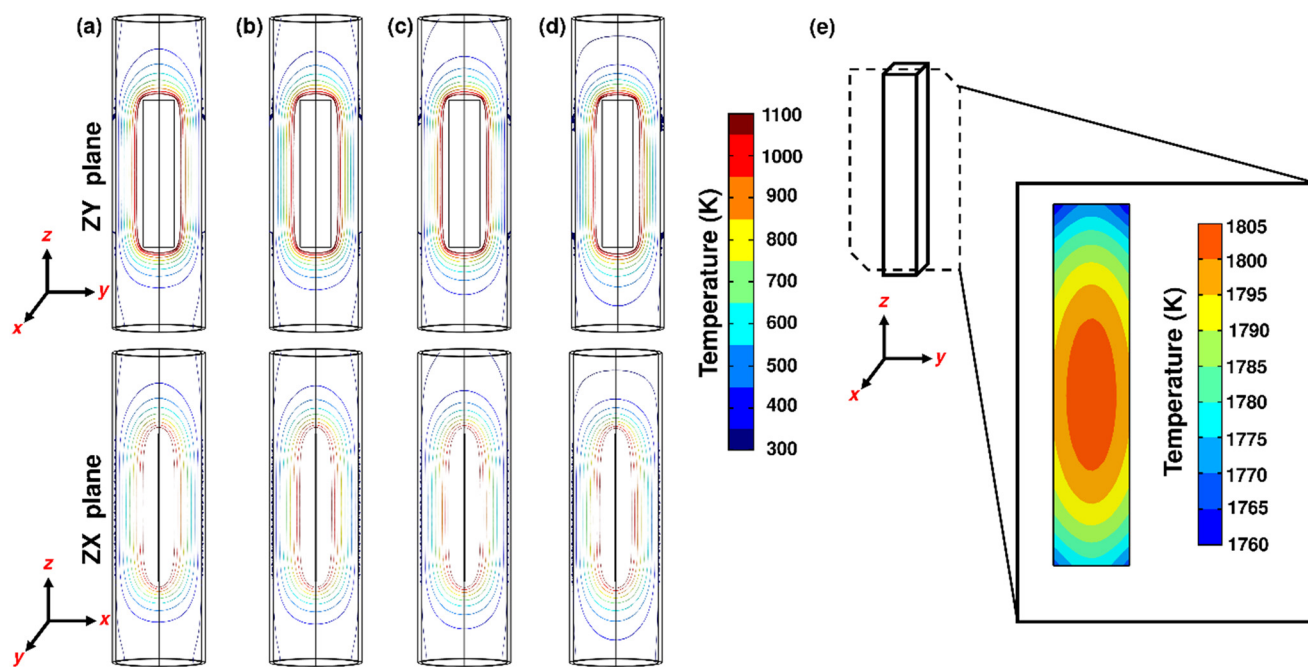 (a) (b) (c) (d) (e)
ZY plane
z
y
x
ZX plane
z
x
y
Temperature (K)
1100
1000
900
800
700
600
500
400
300
z
y
x
Temperature (K)
1805
1800
1795
1790
1785
1780
1775
1770
1765
1760